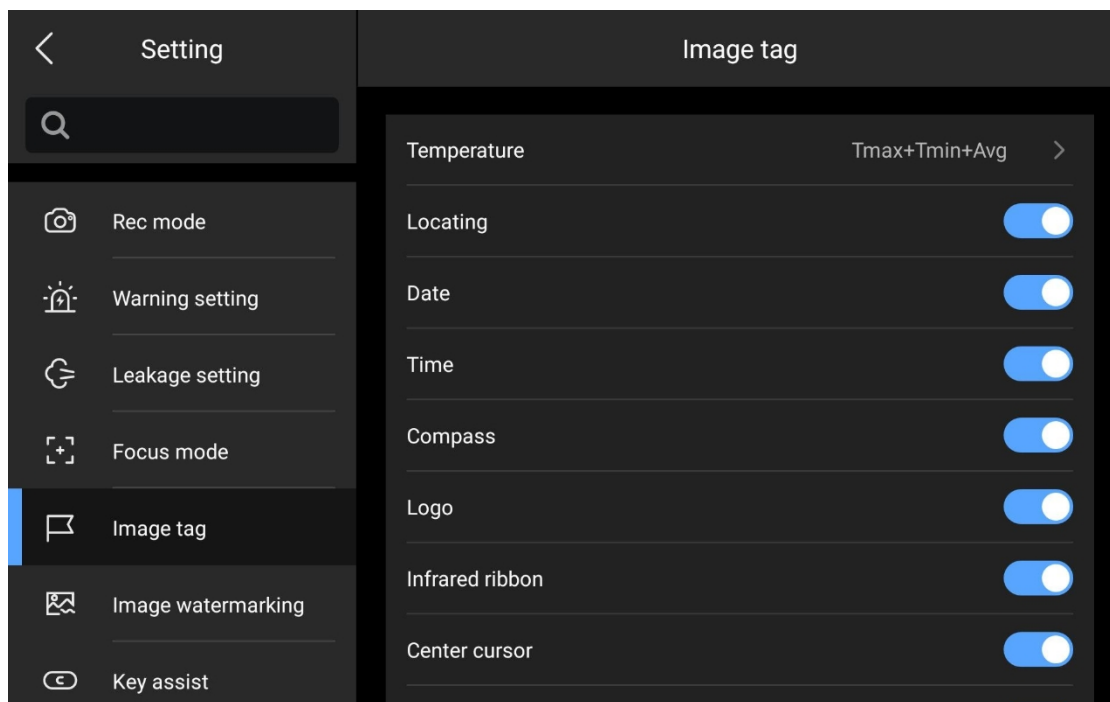 Setting
Image tag
Temperature
Tmax+Tmin+Avg
Rec mode
Locating
Warning setting
Date
Leakage setting
Time
Focus mode
Compass
Image tag
Logo
Image watermarking
Infrared ribbon
Key assist
Center cursor